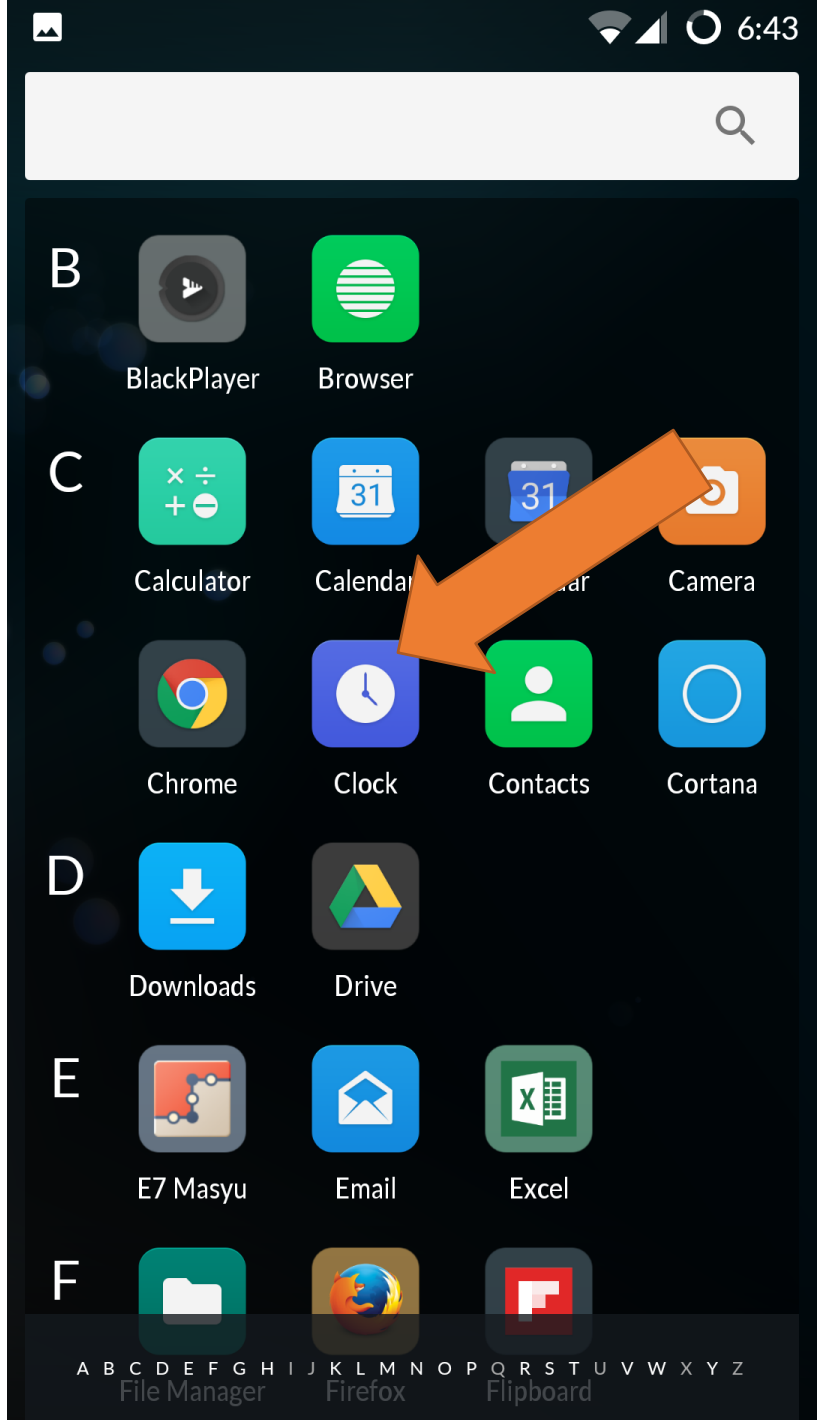 6:43
B
BlackPlayer Browser
C
31 31
Calculator Calendar Camera
Chrome Clock Contacts Cortana
D
Downloads Drive
E
X
E7 Masyu Email Excel
F
A B C D E F G H I J K L M N O P Q R S T U V W X Y Z
File Manager Firefox Flipboard